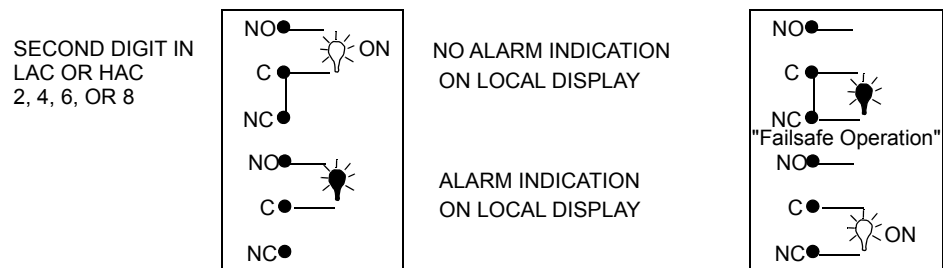 SECOND DIGIT IN
LAC OR HAC
2, 4, 6, OR 8
NO
ON
C
NC
NO
C
NC
NO ALARM INDICATION
ON LOCAL DISPLAY
ALARM INDICATION
ON LOCAL DISPLAY
NO
C
NC
"Failsafe Operation"
NO
C
ON
NC